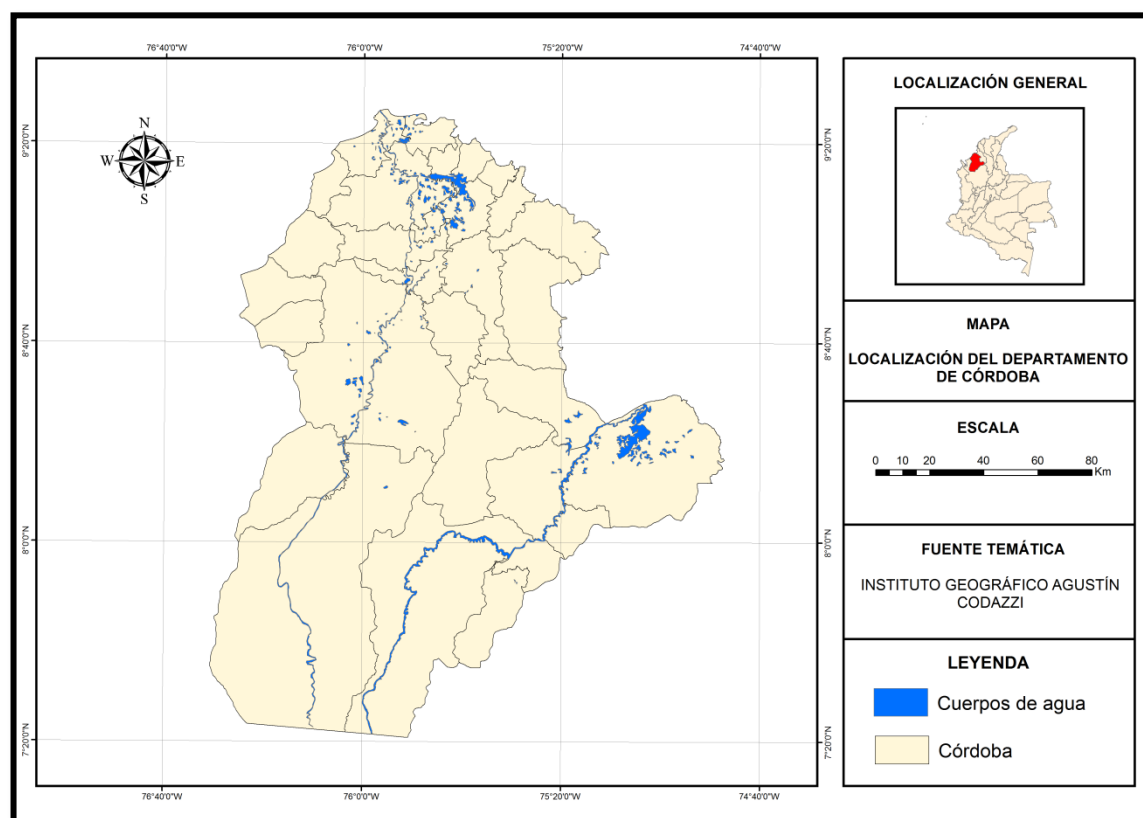 76°40'0"W 76°0'0"W 75°20'0"W 74°40'0"W
9°20'0"N 9°20'0"N
N
W E
S
8°40'0"N 8°40'0"N
8°0'0"N 8°0'0"N
7°20'0"N 7°20'0"N
76°40'0"W 76°0'0"W 75°20'0"W 74°40'0"W
LOCALIZACIÓN GENERAL
MAPA
LOCALIZACIÓN DEL DEPARTAMENTO
DE CÓRDOBA
ESCALA
0 10 20 40 60 80
Km
FUENTE TEMÁTICA
INSTITUTO GEOGRÁFICO AGUSTÍN
CODAZZI
LEYENDA
Cuerpos de agua
Córdoba